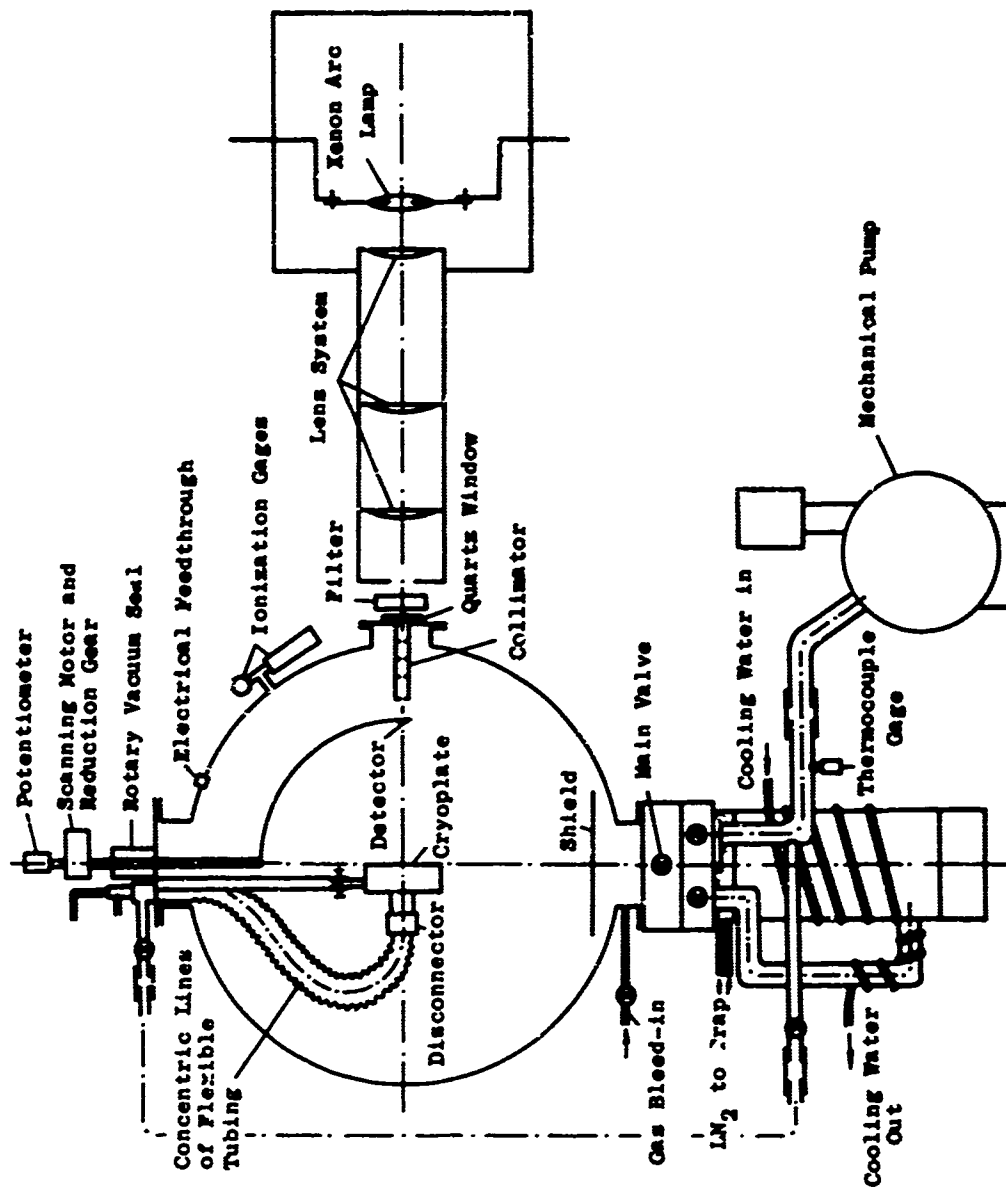 Potentiometer
Scanning Motor and
Reduction Gear
Rotary Vacuum Seal
Electrical Feedthrough
Ionization Gages
Filter
Lens System
Xenon Arc
Lamp
Quartz Window
Collimator
Detector
Cryoplate
Disconnector
Concentric Lines
of Flexible
Tubing
Shield
Main Valve
Gas Bleed-in
LN2 to Trap
Cooling Water in
Cooling Water
Out
Thermocouple
Gage
Mechanical Pump